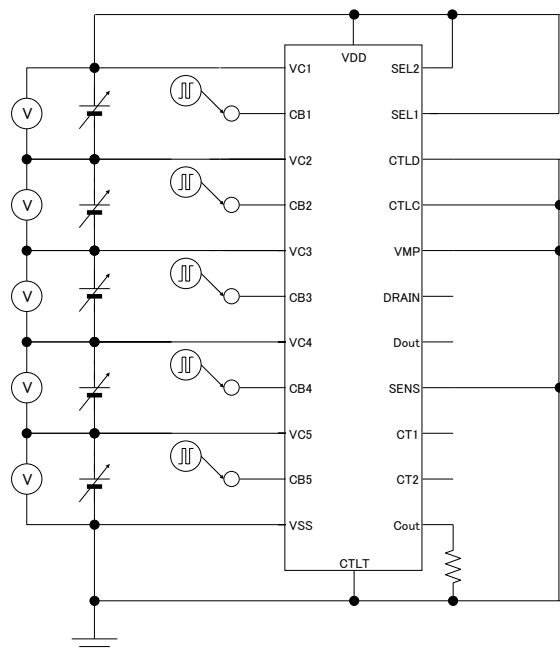 VDD
VC1
SEL2
V
CB1
SEL1
VC2
CTLD
V
CB2
CTLC
VC3
VMP
V
CB3
DRAIN
VC4
Dout
V
CB4
SENS
VC5
CT1
V
CB5
CT2
VSS
Cout
CTLT